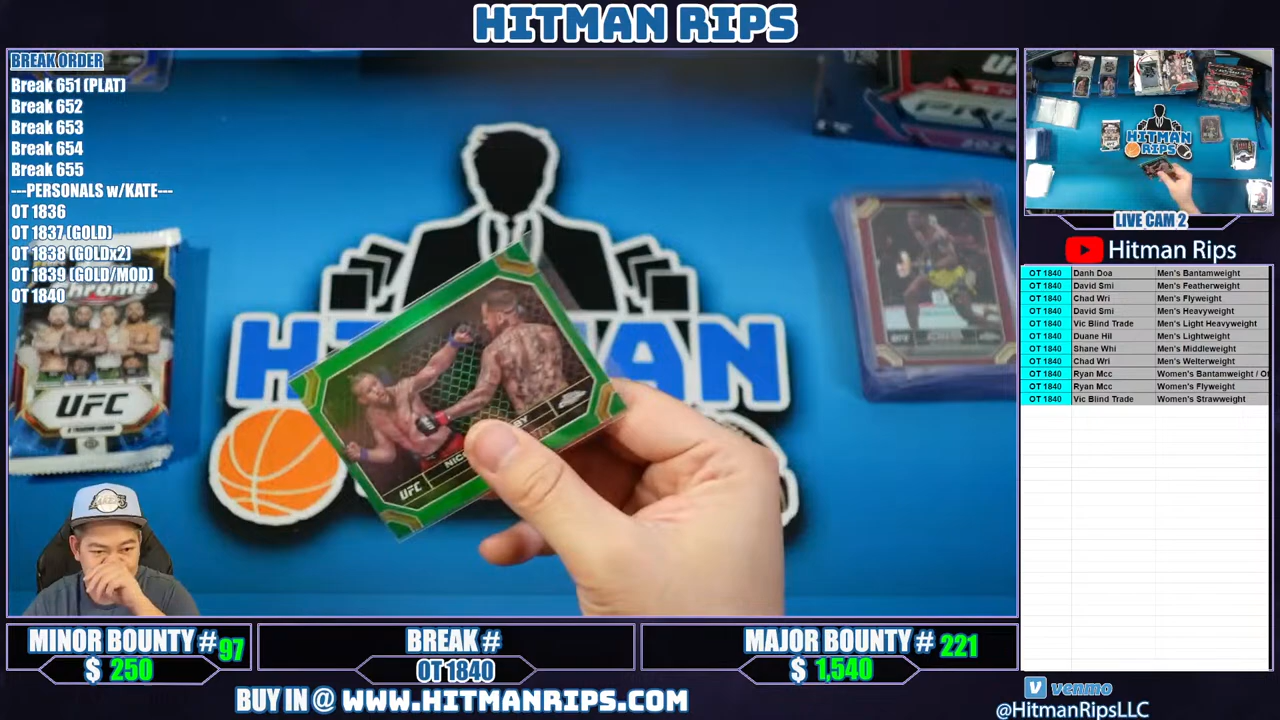 HITMAN RIPS
BREAK ORDER
Break 651 (PLAT)
Break 652
Break 653
Break 654
Break 655
---PERSONALS w/KATE---
OT 1836
OT 1837 (GOLD)
OT 1838 (GOLDx2)
OT 1839 (GOLD/MOD)
OT 1840
Chrome
UFC
UFC
HITMAN
RIPS
LIVE CAM 2
Hitman Rips
OT 1840 Danh Doa Men's Bantamweight
OT 1840 David Smi Men's Featherweight
OT 1840 Chad Wri Men's Flyweight
OT 1840 David Smi Men's Heavyweight
OT 1840 Vic Blind Trade Men's Light Heavyweight
OT 1840 Duane Hil Men's Lightweight
OT 1840 Shane Whi Men's Middleweight
OT 1840 Chad Wri Men's Welterweight
OT 1840 Ryan Mcc Women's Bantamweight / O
OT 1840 Ryan Mcc Women's Flyweight
OT 1840 Vic Blind Trade Women's Strawweight
MINOR BOUNTY # 97
$ 250
BREAK #
OT 1840
MAJOR BOUNTY # 221
$ 1,540
BUY IN @ WWW.HITMANRIPS.COM
venmo
@HitmanRipsLLC